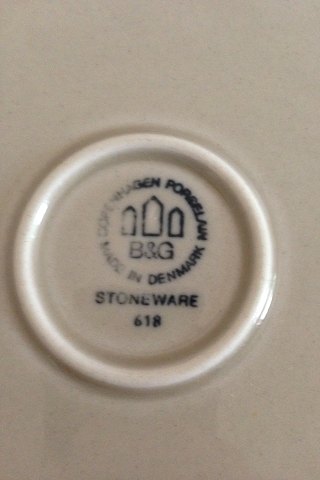 COPENHAGEN PORCELAIN
B&G
MADE IN DENMARK
STONEWARE
618